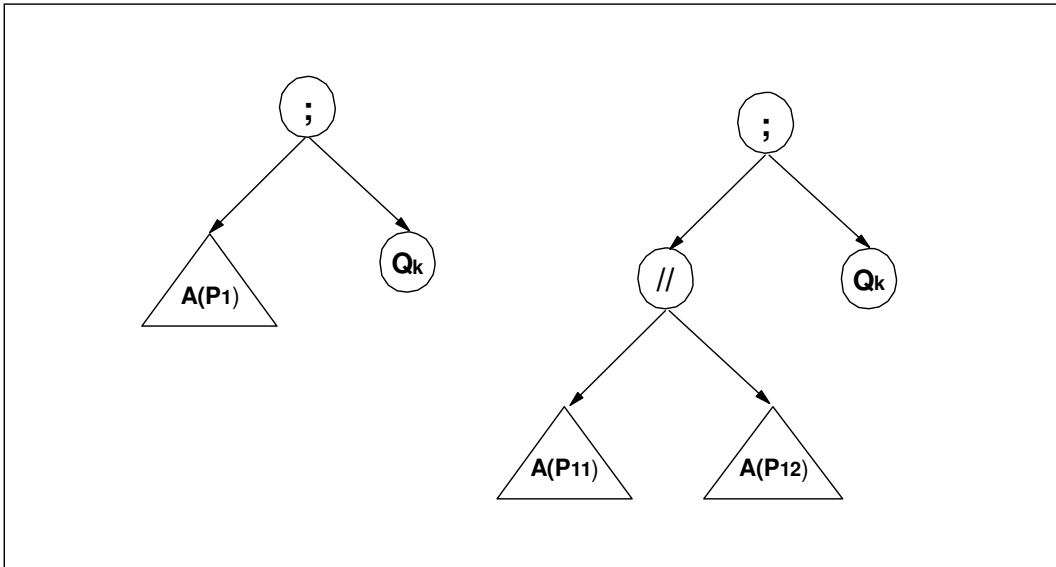 ;
A(P1)
Qk
;
//
Qk
A(P11)
A(P12)